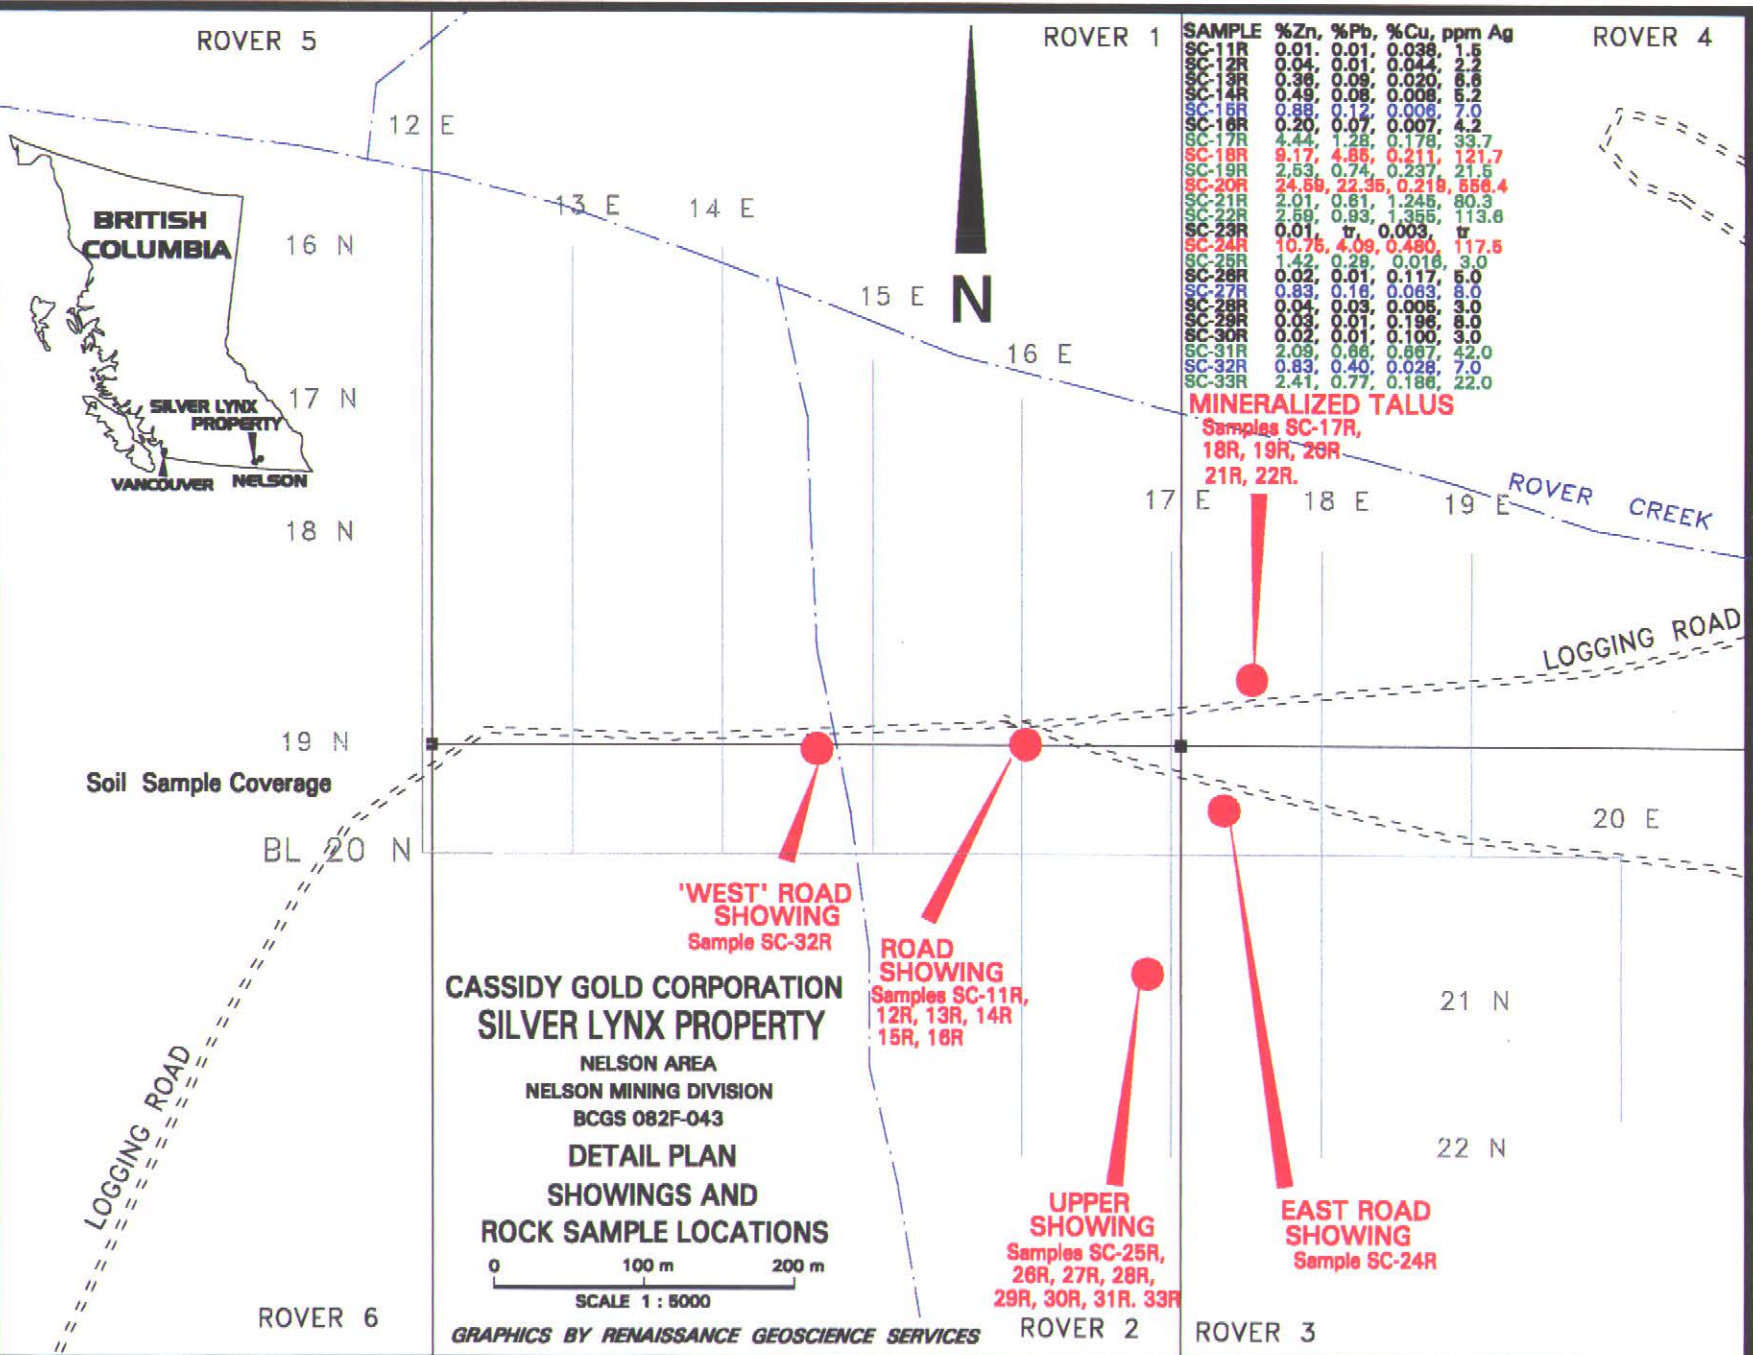 ROVER 5
ROVER 1
ROVER 4
SAMPLE %Zn, %Pb, %Cu, ppm Ag
SC-11R 0.01. 0.01, 0.038, 1.5
SC-12R 0.04, 0.01, 0.044, 2.2
SC-13R 0.36, 0.09, 0.020, 6.6
SC-14R 0.49, 0.08, 0.008, 5.2
SC-15R 0.88, 0.12, 0.006, 7.0
SC-16R 0.20, 0.07, 0.007, 4.2
SC-17R 4.44, 1.28, 0.178, 33.7
SC-18R 9.17, 4.85, 0.211, 121.7
SC-19R 2,53, 0.74, 0.237, 21.5
SC-20R 24.59, 22.35, 0.219, 556.4
SC-21R 2.01, 0.61, 1.245, 80.3
SC-22R 2.59, 0.93, 1,355, 113.6
SC-23R 0.01, tr, 0.003, tr
SC-24R 10.75, 4.09, 0.480, 117.5
SC-25R 1.42, 0.29, 0.016, 3.0
SC-26R 0.02, 0.01, 0.117, 5.0
SC-27R 0.83, 0.16, 0.063, 8.0
SC-28R 0.04, 0.03, 0.005, 3.0
SC-29R 0.03, 0.01, 0.196, 8.0
SC-30R 0.02, 0.01, 0.100, 3.0
SC-31R 2.09, 0.66, 0.667, 42.0
SC-32R 0.83, 0.40, 0.028, 7.0
SC-33R 2.41, 0.77, 0.186, 22.0
12 E
13 E
14 E
15 E
16 E
17 E
18 E
19 E
20 E
16 N
17 N
18 N
19 N
BL 20 N
21 N
22 N
BRITISH
COLUMBIA
SILVER LYNX
PROPERTY
VANCOUVER
NELSON
N
MINERALIZED TALUS
Samples SC-17R,
18R, 19R, 20R
21R, 22R.
ROVER CREEK
LOGGING ROAD
Soil Sample Coverage
'WEST' ROAD
SHOWING
Sample SC-32R
ROAD
SHOWING
Samples SC-11R,
12R, 13R, 14R
15R, 16R
CASSIDY GOLD CORPORATION
SILVER LYNX PROPERTY
NELSON AREA
NELSON MINING DIVISION
BCGS 082F-043
DETAIL PLAN
SHOWINGS AND
ROCK SAMPLE LOCATIONS
0 100 m 200 m
SCALE 1 : 5000
GRAPHICS BY RENAISSANCE GEOSCIENCE SERVICES
LOGGING ROAD
UPPER
SHOWING
Samples SC-25R,
26R, 27R, 28R,
29R, 30R, 31R. 33R
EAST ROAD
SHOWING
Sample SC-24R
ROVER 6
ROVER 2
ROVER 3